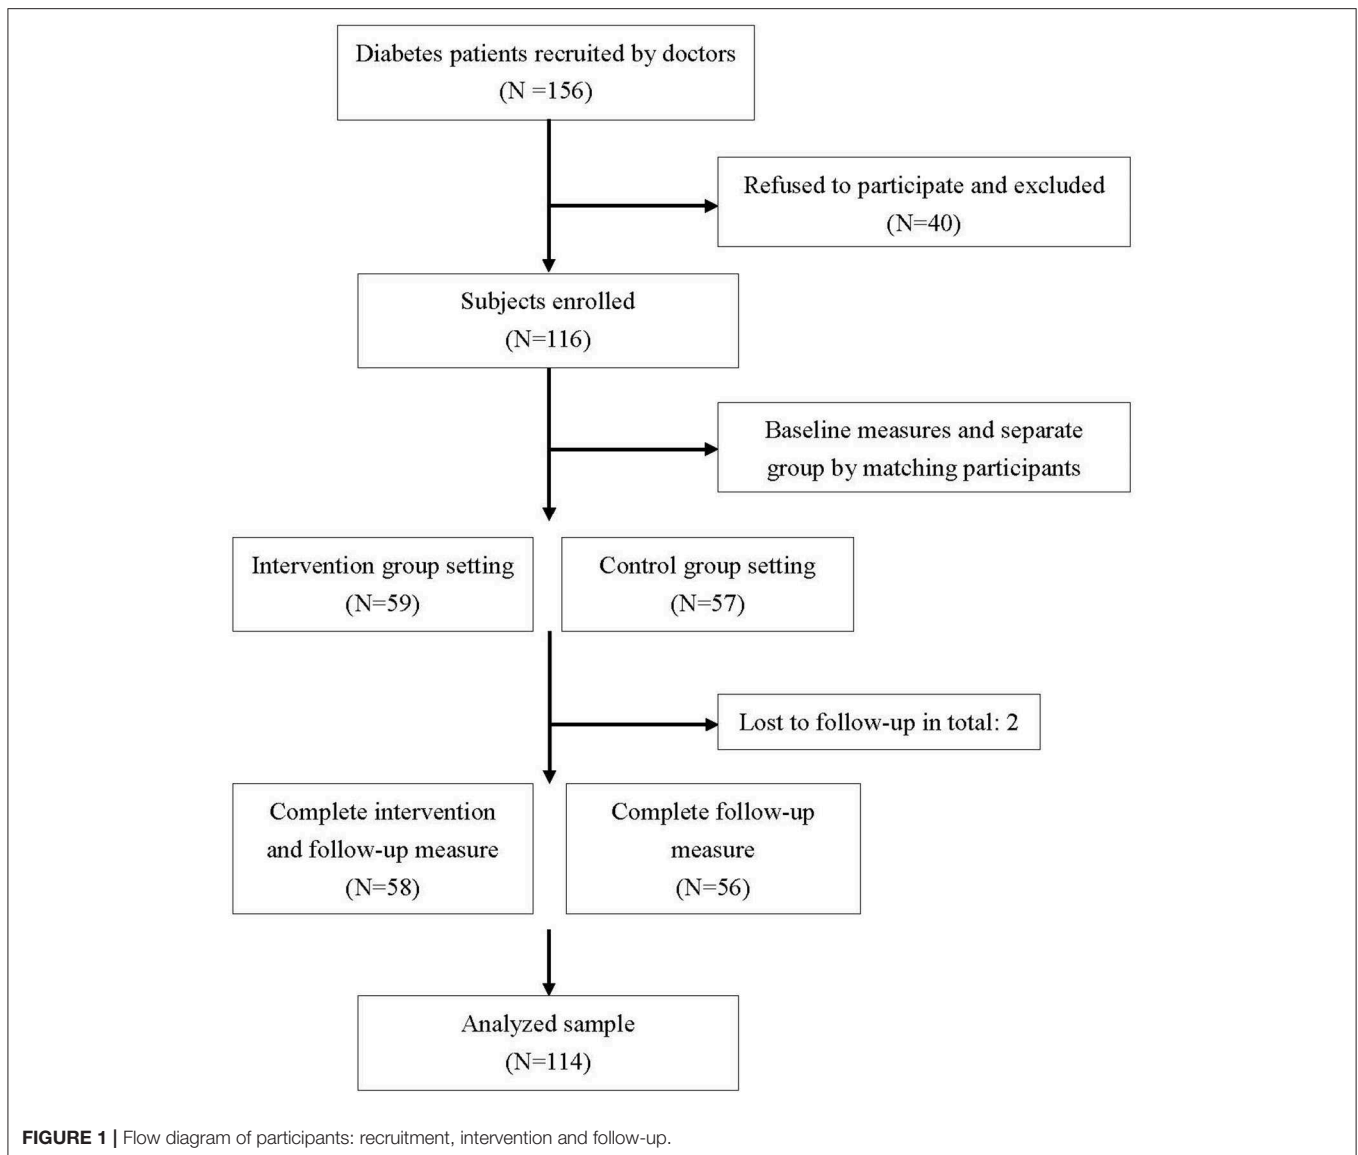 Diabetes patients recruited by doctors
(N =156)
Refused to participate and excluded
(N=40)
Subjects enrolled
(N=116)
Baseline measures and separate
group by matching participants
Intervention group setting
(N=59)
Control group setting
(N=57)
Lost to follow-up in total: 2
Complete intervention
and follow-up measure
(N=58)
Complete follow-up
measure
(N=56)
Analyzed sample
(N=114)
FIGURE 1 | Flow diagram of participants: recruitment, intervention and follow-up.